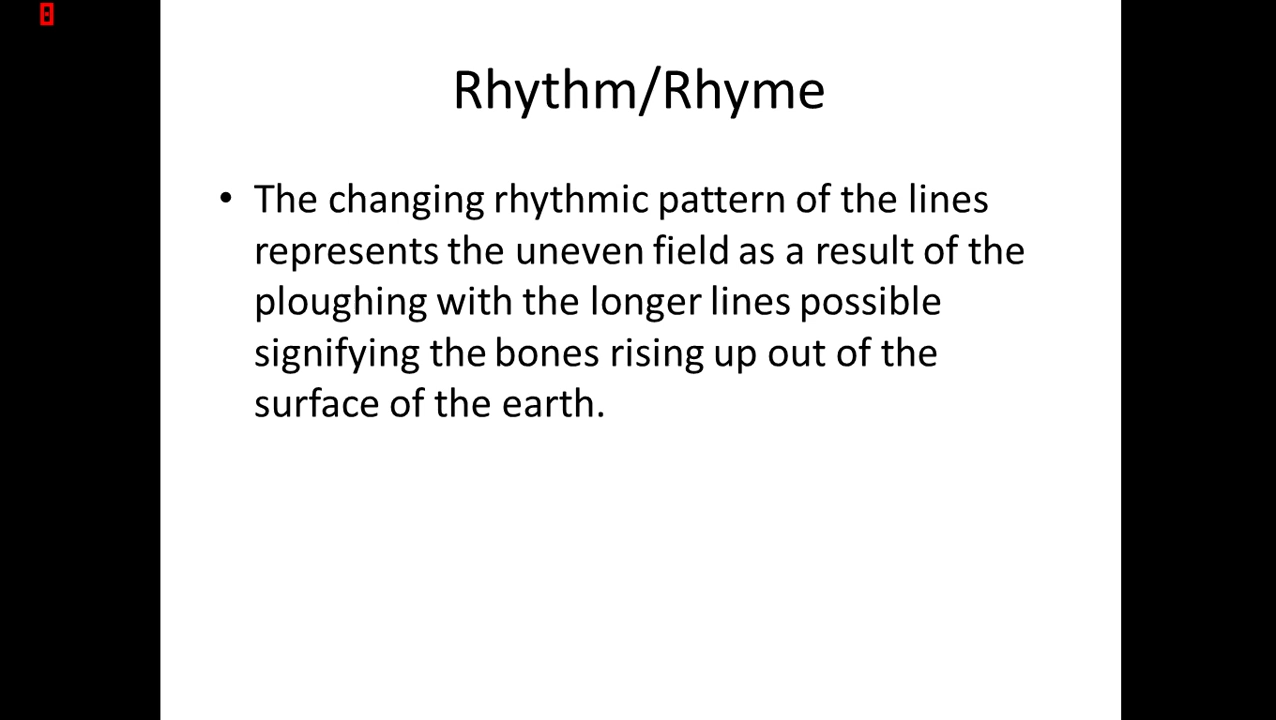 Rhythm/Rhyme
• The changing rhythmic pattern of the lines
represents the uneven field as a result of the
ploughing with the longer lines possible
signifying the bones rising up out of the
surface of the earth.